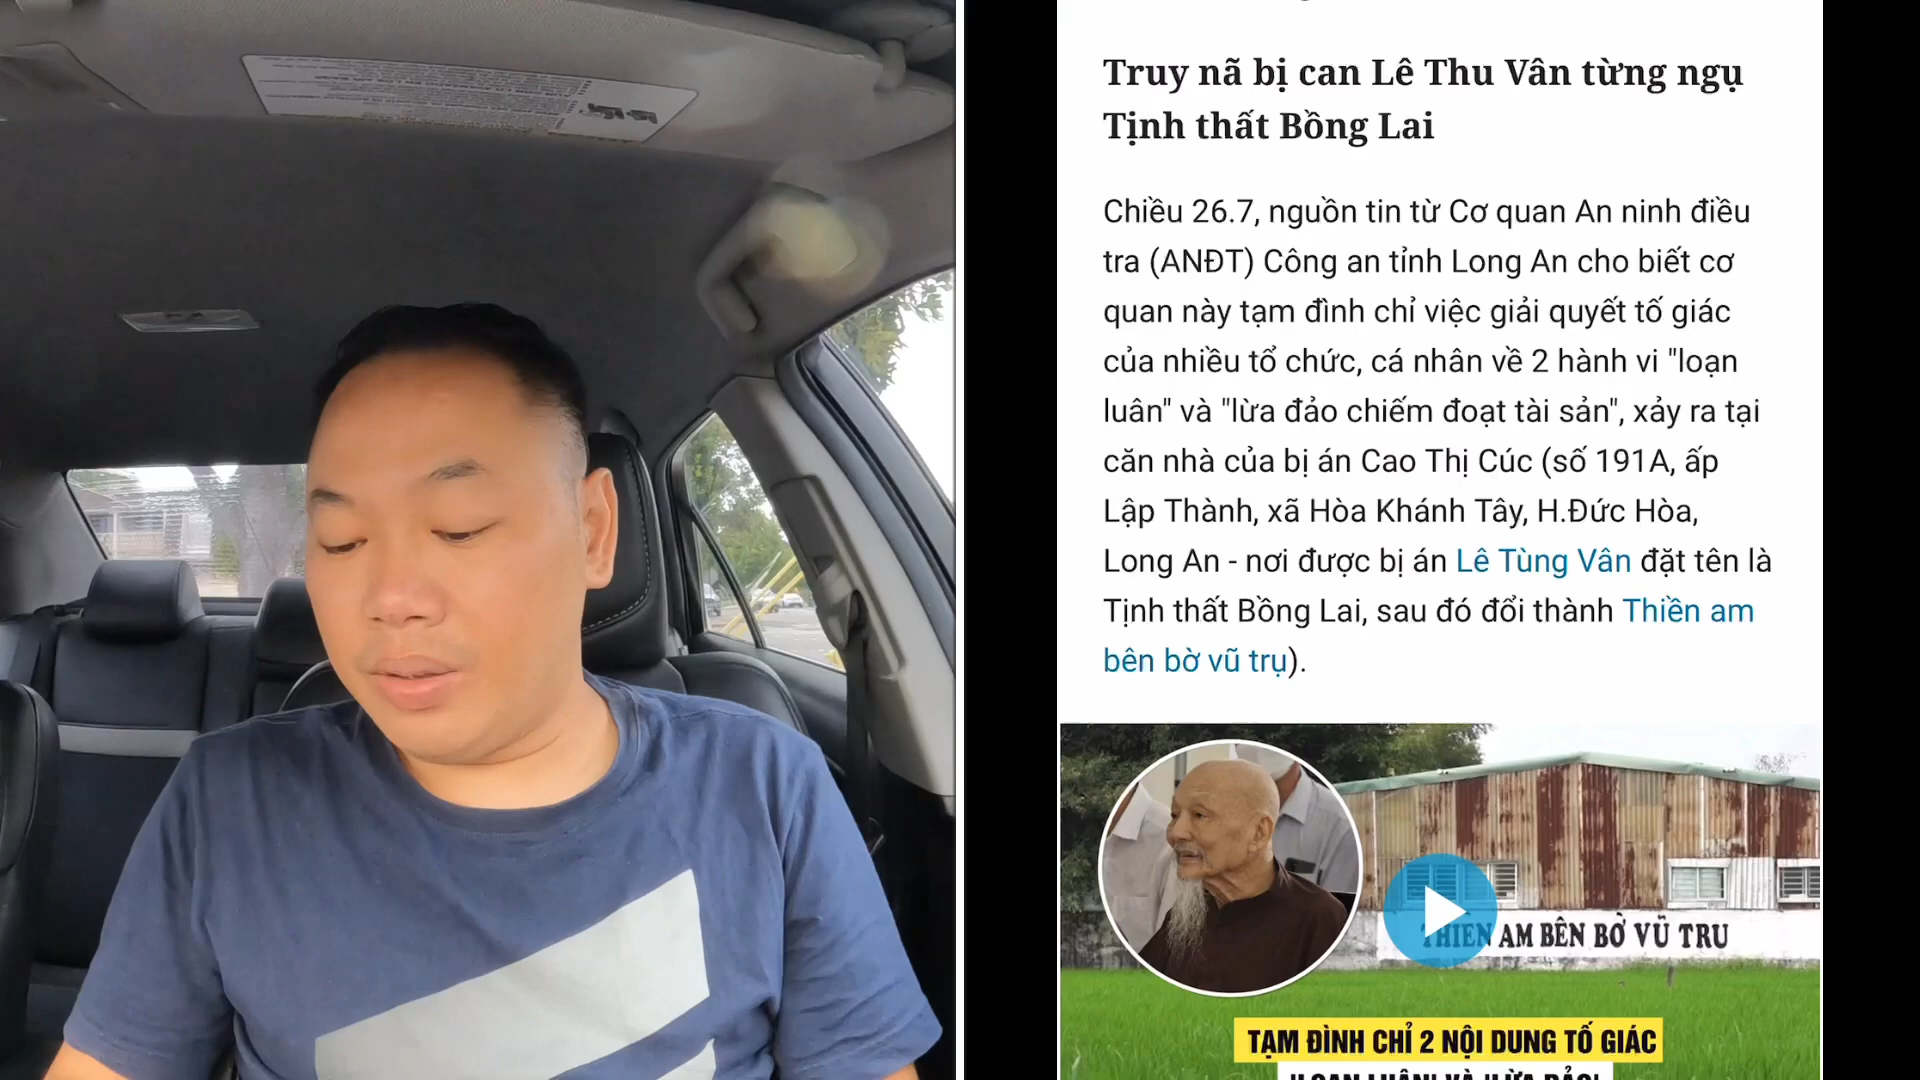 Truy nã bị can Lê Thu Vân từng ngụ
Tịnh thất Bồng Lai
Chiều 26.7, nguồn tin từ Cơ quan An ninh điều
tra (ANĐT) Công an tỉnh Long An cho biết cơ
quan này tạm đình chỉ việc giải quyết tố giác
của nhiều tổ chức, cá nhân về 2 hành vi "loạn
luân" và "lừa đảo chiếm đoạt tài sản", xảy ra tại
căn nhà của bị án Cao Thị Cúc (số 191A, ấp
Lập Thành, xã Hòa Khánh Tây, H.Đức Hòa,
Long An - nơi được bị án Lê Tùng Vân đặt tên là
Tịnh thất Bồng Lai, sau đó đổi thành Thiền am
bên bờ vũ trụ).
THIEN AM BÊN BỜ VŨ TRU
TẠM ĐÌNH CHỈ 2 NỘI DUNG TỐ GIÁC